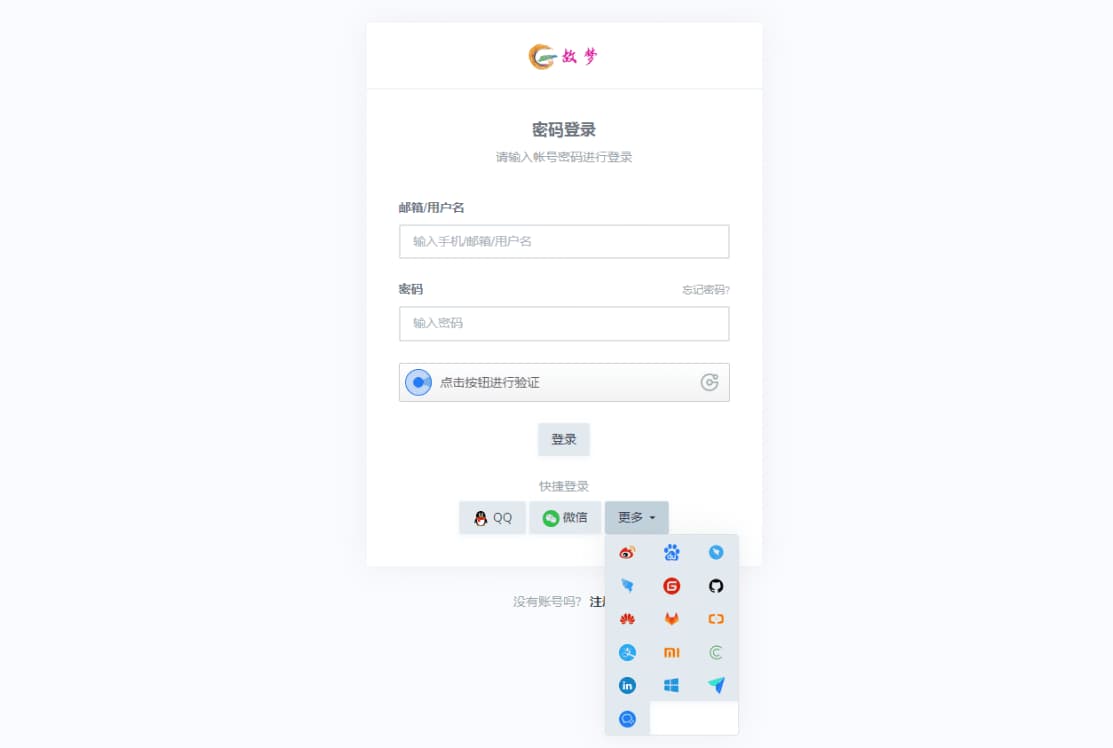 故梦
密码登录
请输入帐号密码进行登录
邮箱/用户名
输入手机/邮箱/用户名
密码
忘记密码?
输入密码
点击按钮进行验证
登录
快捷登录
QQ
微信
更多
没有账号吗?